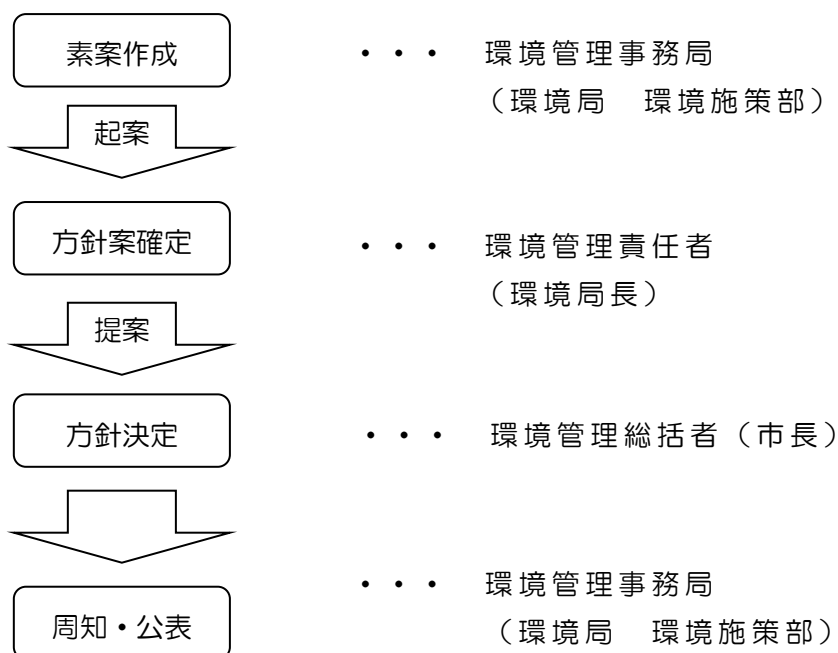 素案作成 ・・・ 環境管理事務局
（環境局　環境施策部）
起案
方針案確定 ・・・ 環境管理責任者
（環境局長）
提案
方針決定 ・・・ 環境管理総括者（市長）
・・・ 環境管理事務局
周知・公表 （環境局　環境施策部）